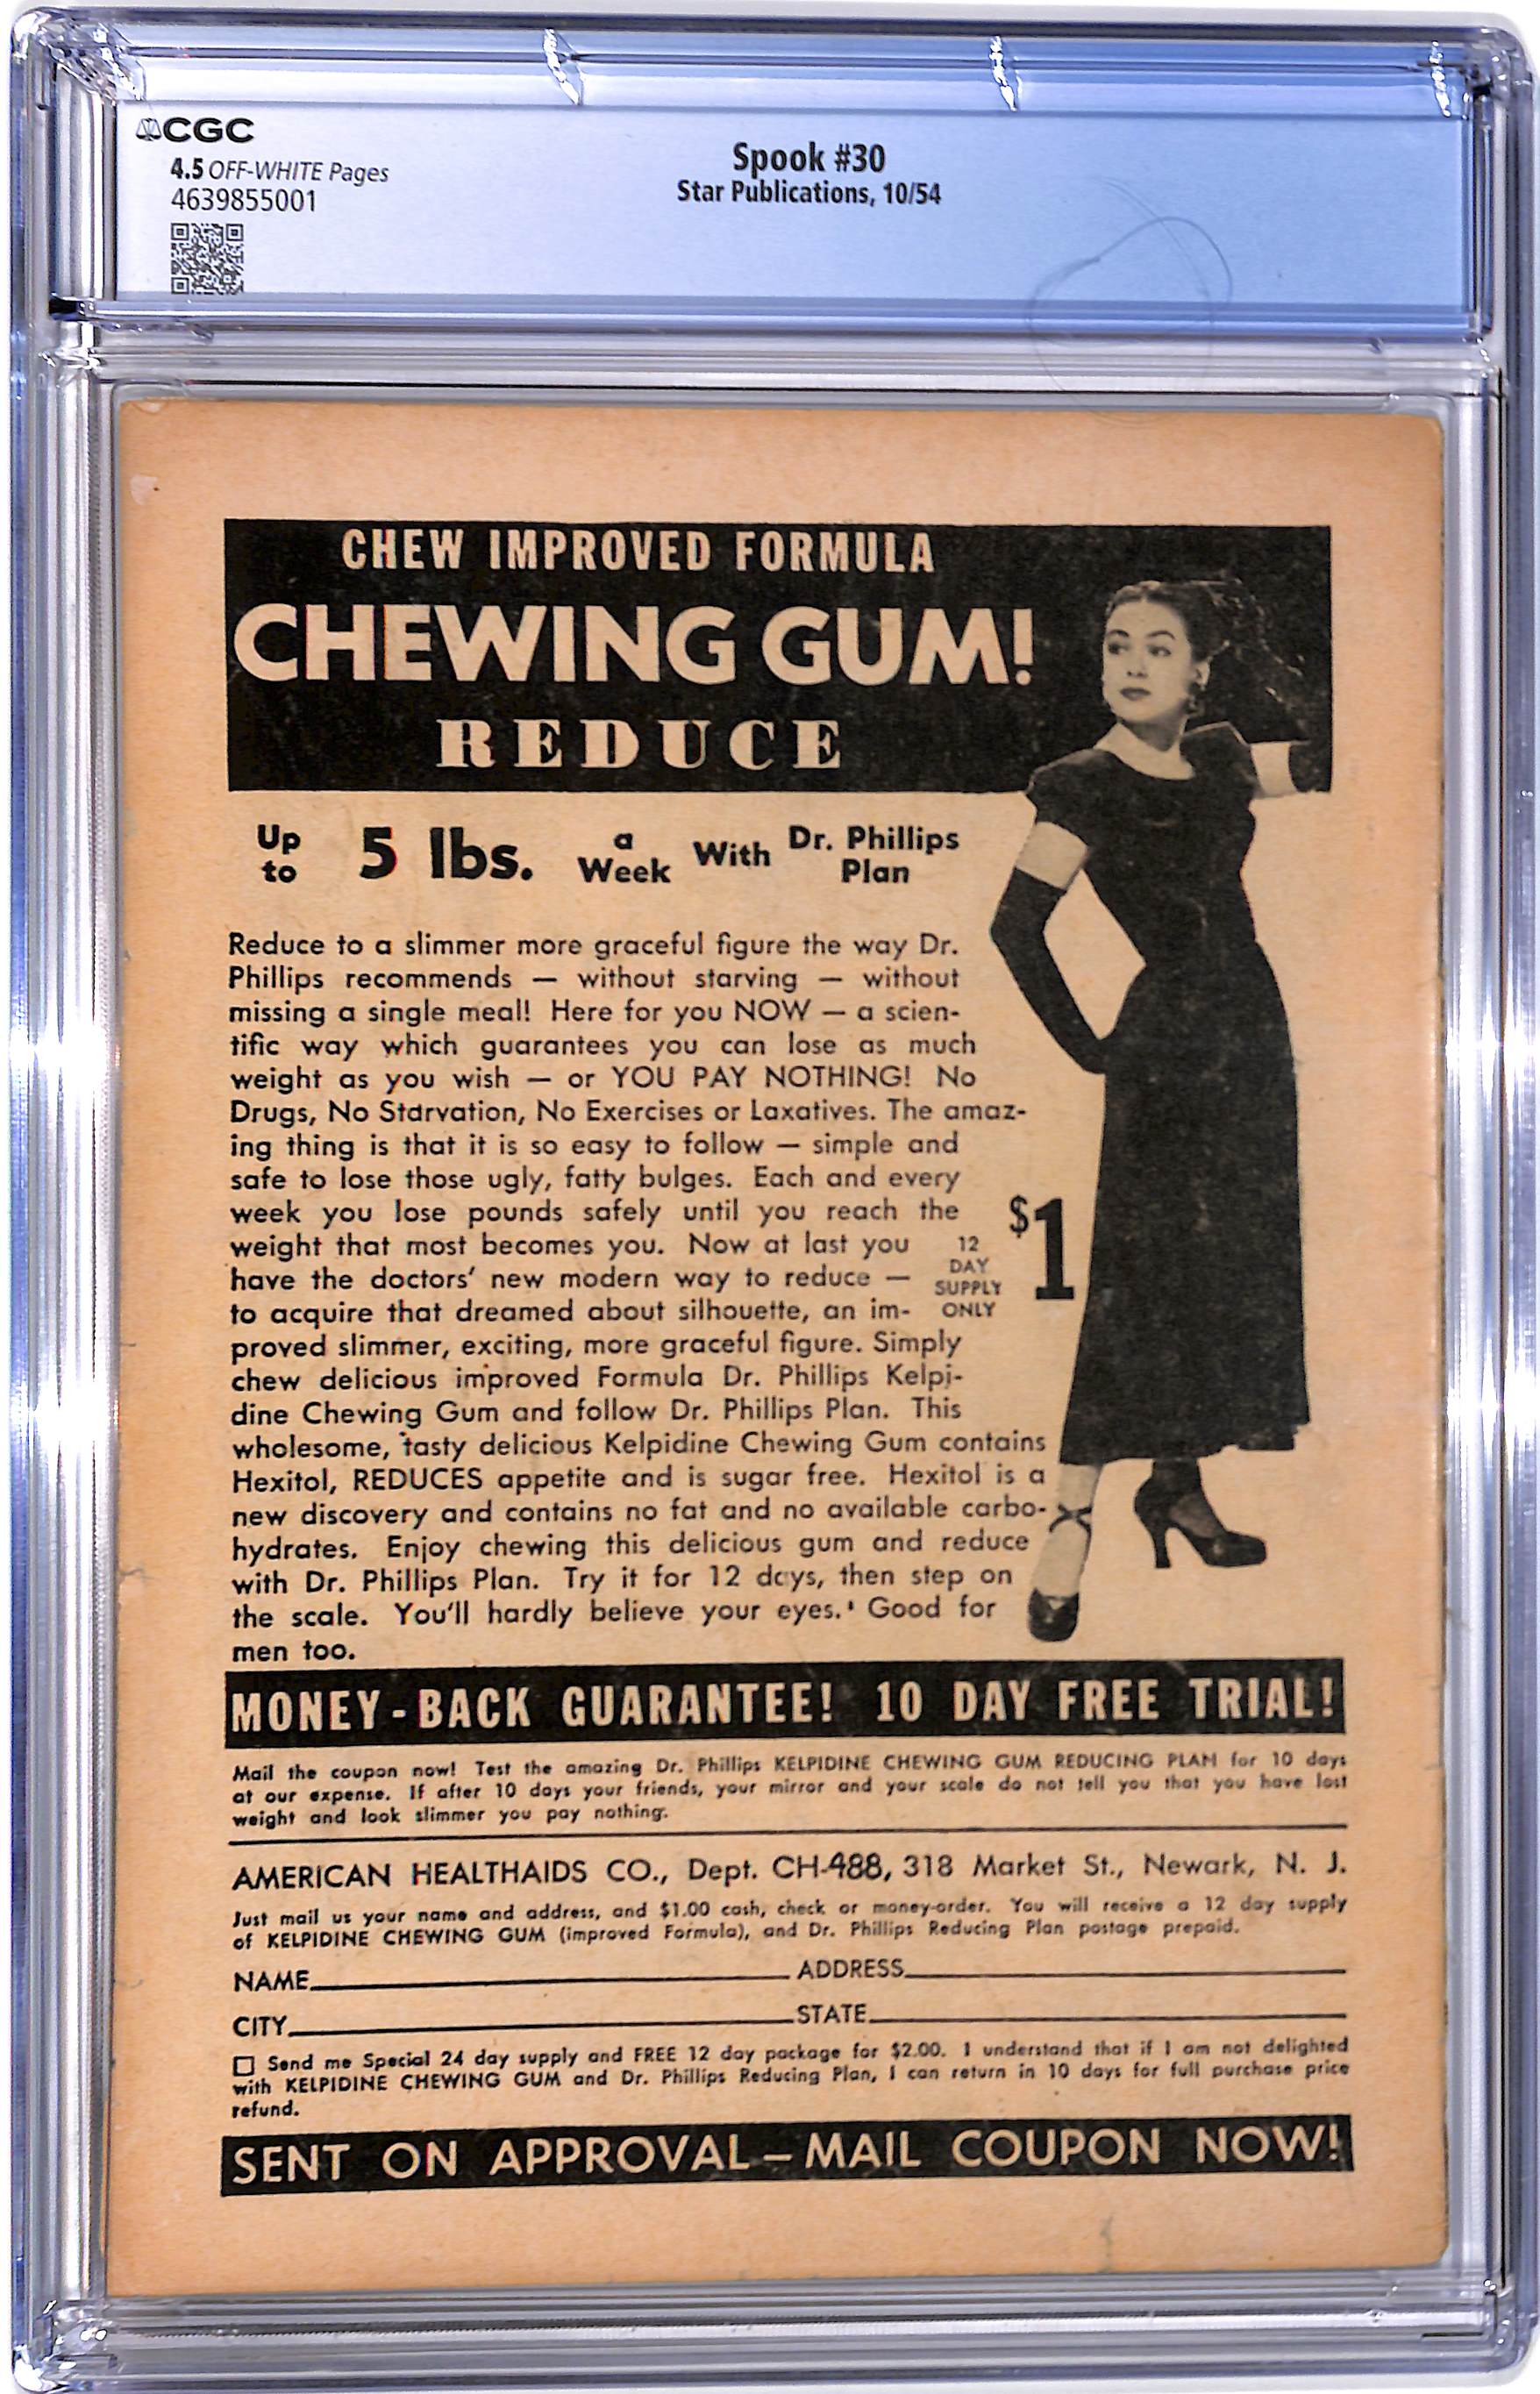 CGC
4.5 OFF-WHITE Pages
4639855001
Spook #30
Star Publications, 10/54
CHEW IMPROVED FORMULA
CHEWING GUM!
REDUCE
Up to 5 lbs. a Week With Dr. Phillips Plan
Reduce to a slimmer more graceful figure the way Dr.
Phillips recommends — without starving — without
missing a single meal! Here for you NOW — a scien-
tific way which guarantees you can lose as much
weight as you wish — or YOU PAY NOTHING! No
Drugs, No Starvation, No Exercises or Laxatives. The amaz-
ing thing is that it is so easy to follow — simple and
safe to lose those ugly, fatty bulges. Each and every
week you lose pounds safely until you reach the
weight that most becomes you. Now at last you
have the doctors' new modern way to reduce —
to acquire that dreamed about silhouette, an im-
proved slimmer, exciting, more graceful figure. Simply
chew delicious improved Formula Dr. Phillips Kelpi-
dine Chewing Gum and follow Dr. Phillips Plan. This
wholesome, tasty delicious Kelpidine Chewing Gum contains
Hexitol, REDUCES appetite and is sugar free. Hexitol is a
new discovery and contains no fat and no available carbo-
hydrates. Enjoy chewing this delicious gum and reduce
with Dr. Phillips Plan. Try it for 12 days, then step on
the scale. You'll hardly believe your eyes.' Good for
men too.
12
DAY
SUPPLY
ONLY
$1
MONEY-BACK GUARANTEE! 10 DAY FREE TRIAL!
Mail the coupon now! Test the amazing Dr. Phillips KELPIDINE CHEWING GUM REDUCING PLAN for 10 days
at our expense. If after 10 days your friends, your mirror and your scale do not tell you that you have lost
weight and look slimmer you pay nothing.
AMERICAN HEALTHAIDS CO., Dept. CH-488, 318 Market St., Newark, N. J.
Just mail us your name and address, and $1.00 cash, check or money-order. You will receive a 12 day supply
of KELPIDINE CHEWING GUM (improved Formula), and Dr. Phillips Reducing Plan postage prepaid.
NAME ADDRESS
CITY STATE
Send me Special 24 day supply and FREE 12 day package for $2.00. I understand that if I am not delighted
with KELPIDINE CHEWING GUM and Dr. Phillips Reducing Plan, I can return in 10 days for full purchase price
refund.
SENT ON APPROVAL — MAIL COUPON NOW!